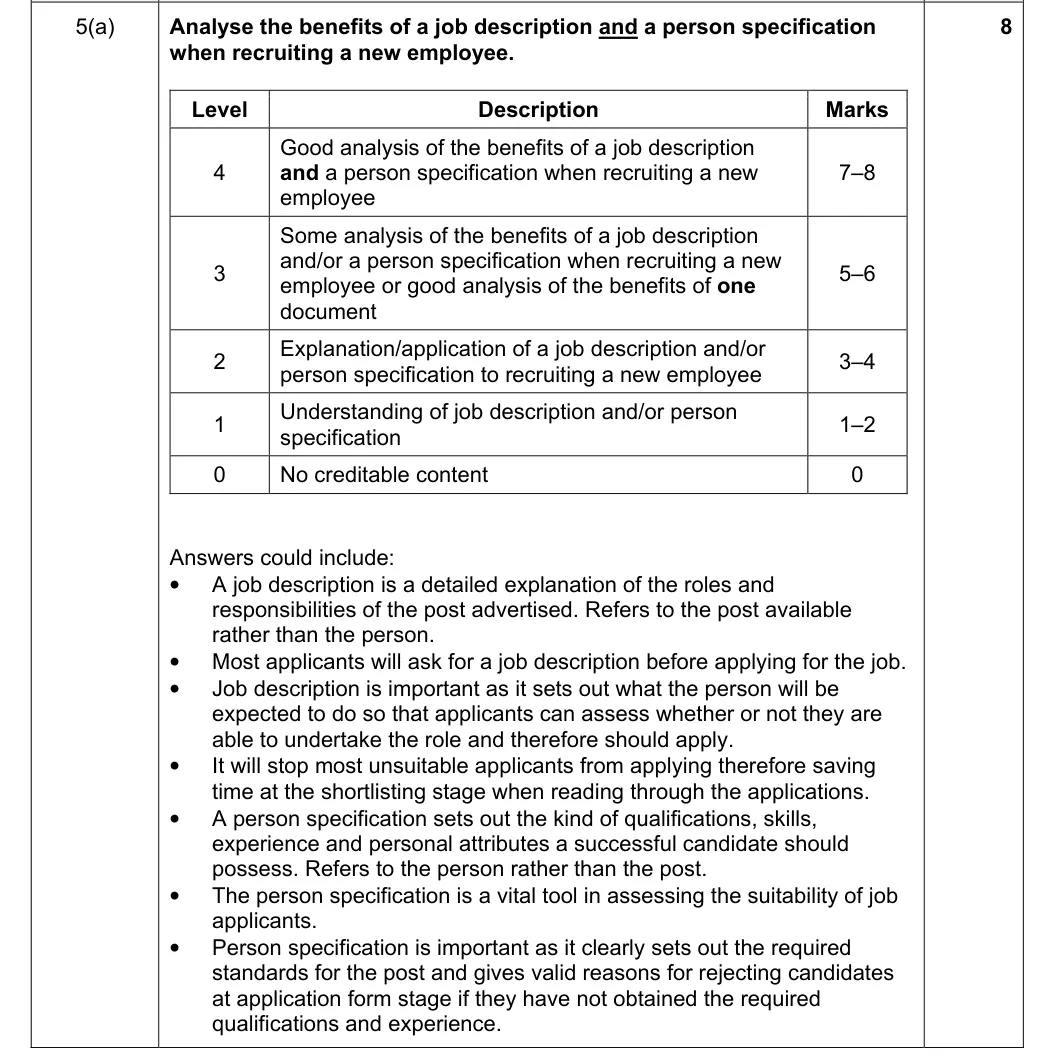 5(a)
Analyse the benefits of a job description and a person specification
when recruiting a new employee.
8
Level Description Marks
4
Good analysis of the benefits of a job description
and a person specification when recruiting a new
employee
7–8
3
Some analysis of the benefits of a job description
and/or a person specification when recruiting a new
employee or good analysis of the benefits of one
document
5–6
2
Explanation/application of a job description and/or
person specification to recruiting a new employee
3–4
1
Understanding of job description and/or person
specification
1–2
0 No creditable content 0
Answers could include:
• A job description is a detailed explanation of the roles and
responsibilities of the post advertised. Refers to the post available
rather than the person.
• Most applicants will ask for a job description before applying for the job.
• Job description is important as it sets out what the person will be
expected to do so that applicants can assess whether or not they are
able to undertake the role and therefore should apply.
• It will stop most unsuitable applicants from applying therefore saving
time at the shortlisting stage when reading through the applications.
• A person specification sets out the kind of qualifications, skills,
experience and personal attributes a successful candidate should
possess. Refers to the person rather than the post.
• The person specification is a vital tool in assessing the suitability of job
applicants.
• Person specification is important as it clearly sets out the required
standards for the post and gives valid reasons for rejecting candidates
at application form stage if they have not obtained the required
qualifications and experience.